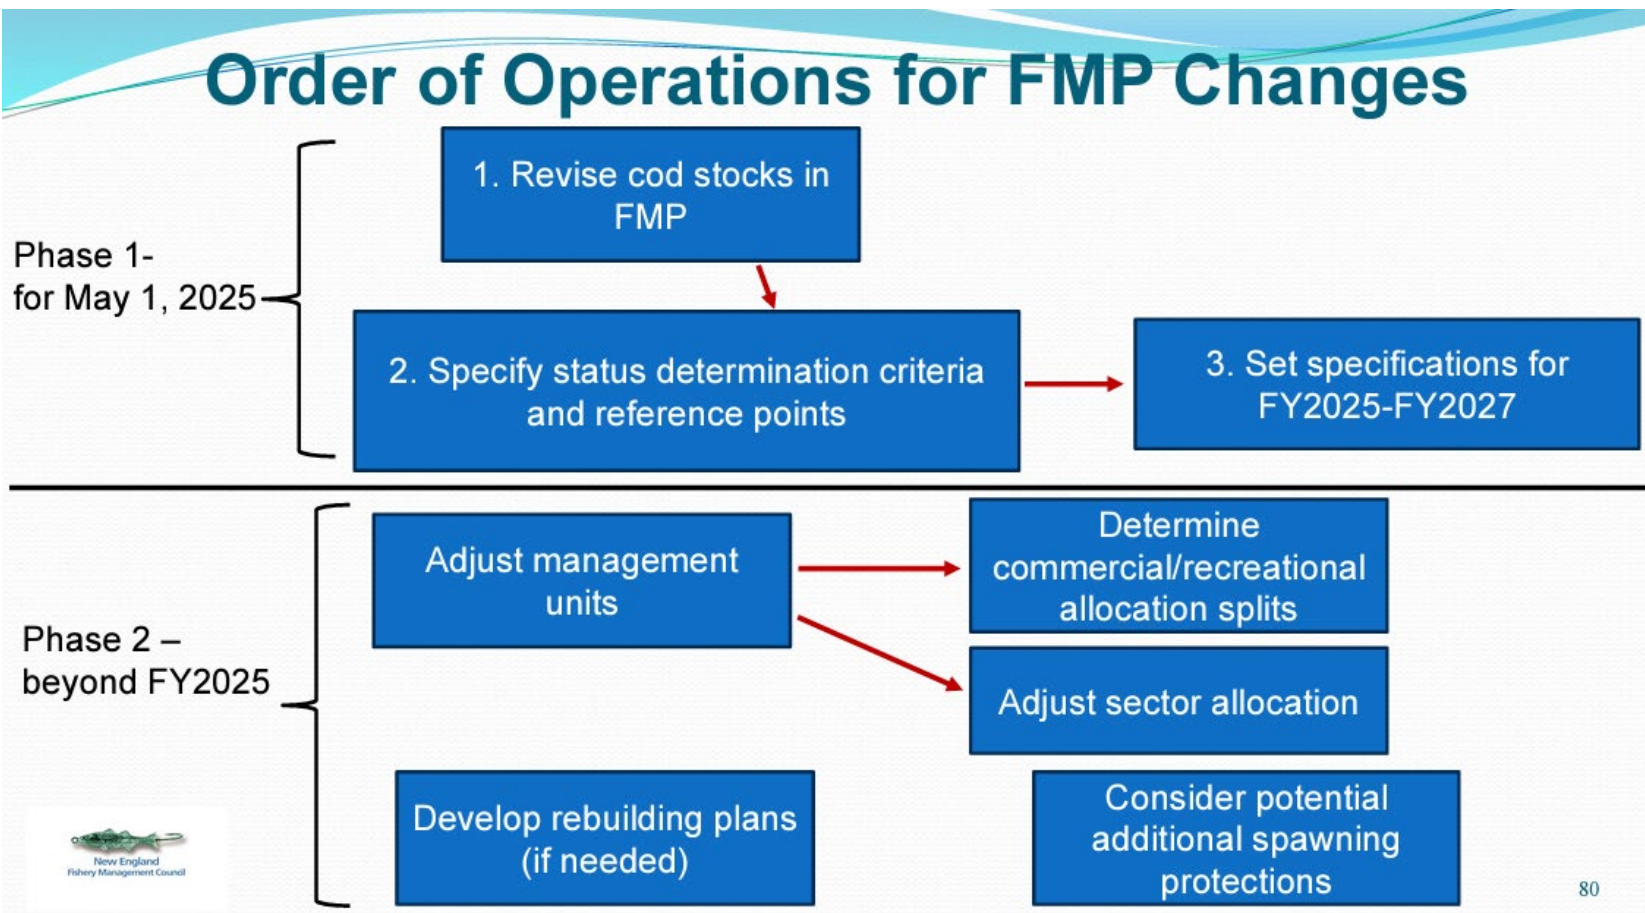 Order of Operations for FMP Changes
Phase 1-
for May 1, 2025
1. Revise cod stocks in
FMP
2. Specify status determination criteria
and reference points
3. Set specifications for
FY2025-FY2027
Phase 2 –
beyond FY2025
Adjust management
units
Determine
commercial/recreational
allocation splits
Adjust sector allocation
Develop rebuilding plans
(if needed)
Consider potential
additional spawning
protections
New England
Fishery Management Council
80